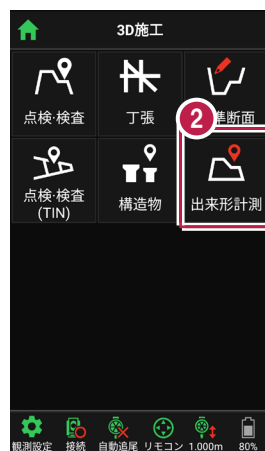 3D施工
点検・検査
丁張
準断面
2
点検・検査
(TIN)
構造物
出来形計測
観測設定
接続
自動追尾
リモコン
1.000m
80%